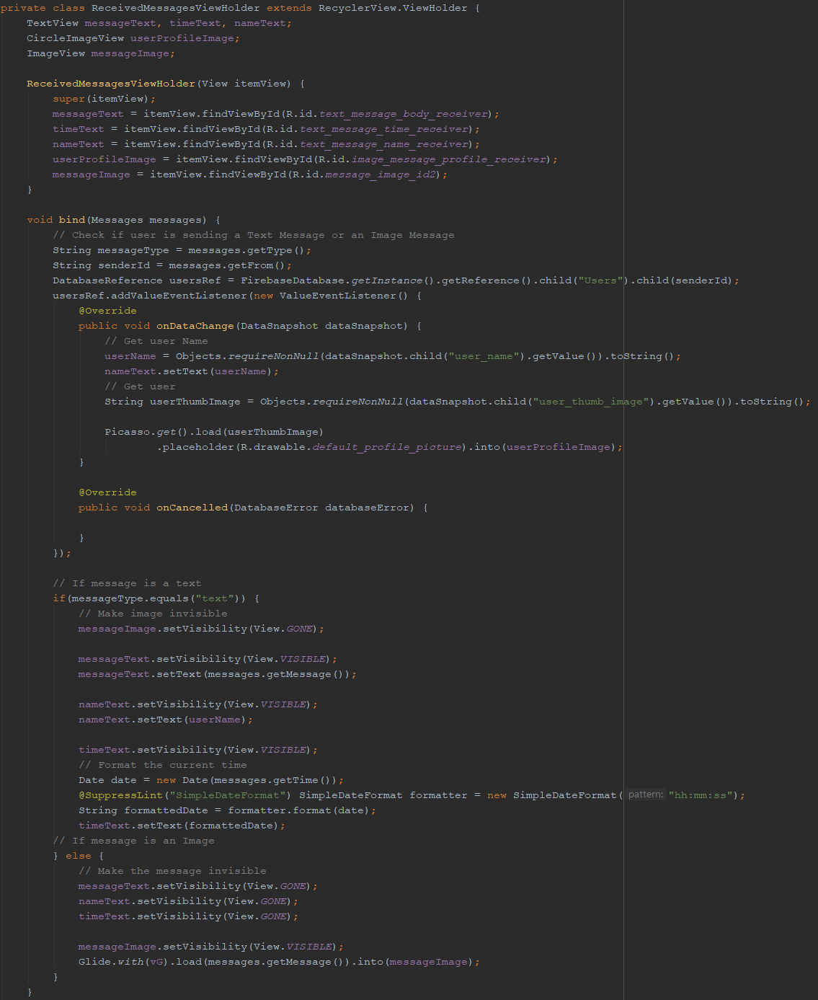 private class ReceivedMessagesViewHolder extends RecyclerView.ViewHolder {
TextView messageText, timeText, nameText;
CircleImageView userProfileImage;
ImageView messageImage;
ReceivedMessagesViewHolder(View itemView) {
super(itemView);
messageText = itemView.findViewById(R.id.text_message_body_receiver);
timeText = itemView.findViewById(R.id.text_message_time_receiver);
nameText = itemView.findViewById(R.id.text_message_name_receiver);
userProfileImage = itemView.findViewById(R.id.image_message_profile_receiver);
messageImage = itemView.findViewById(R.id.message_image_id2);
}
void bind(Messages messages) {
// Check if user is sending a Text Message or an Image Message
String messageType = messages.getType();
String senderId = messages.getFrom();
DatabaseReference usersRef = FirebaseDatabase.getInstance().getReference().child("Users").child(senderId);
usersRef.addValueEventListener(new ValueEventListener() {
@Override
public void onDataChange(DataSnapshot dataSnapshot) {
// Get user Name
userName = Objects.requireNonNull(dataSnapshot.child("user_name").getValue()).toString();
nameText.setText(userName);
// Get user
String userThumbImage = Objects.requireNonNull(dataSnapshot.child("user_thumb_image").getValue()).toString();
Picasso.get().load(userThumbImage)
.placeholder(R.drawable.default_profile_picture).into(userProfileImage);
}
@Override
public void onCancelled(DatabaseError databaseError) {
}
});
// If message is a text
if(messageType.equals("text")) {
// Make image invisible
messageImage.setVisibility(View.GONE);
messageText.setVisibility(View.VISIBLE);
messageText.setText(messages.getMessage());
nameText.setVisibility(View.VISIBLE);
nameText.setText(userName);
timeText.setVisibility(View.VISIBLE);
// Format the current time
Date date = new Date(messages.getTime());
@SuppressLint("SimpleDateFormat") SimpleDateFormat formatter = new SimpleDateFormat( pattern: "hh:mm:ss");
String formattedDate = formatter.format(date);
timeText.setText(formattedDate);
// If message is an Image
} else {
// Make the message invisible
messageText.setVisibility(View.GONE);
nameText.setVisibility(View.GONE);
timeText.setVisibility(View.GONE);
messageImage.setVisibility(View.VISIBLE);
Glide.with(vG).load(messages.getMessage()).into(messageImage);
}
}